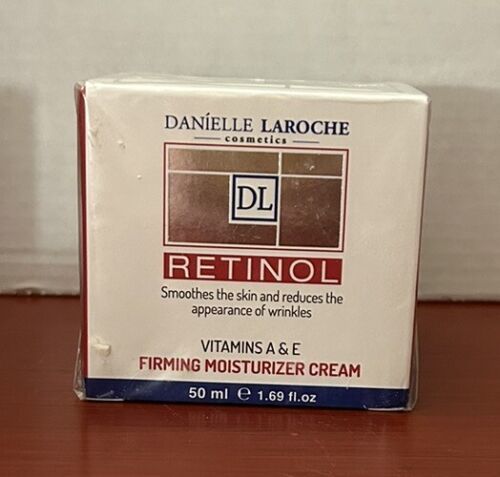 DANíELLE LAROCHE
cosmetics
DL
RETINOL
Smoothes the skin and reduces the
appearance of wrinkles
VITAMINS A & E
FIRMING MOISTURIZER CREAM
50 ml ℮ 1.69 fl.oz